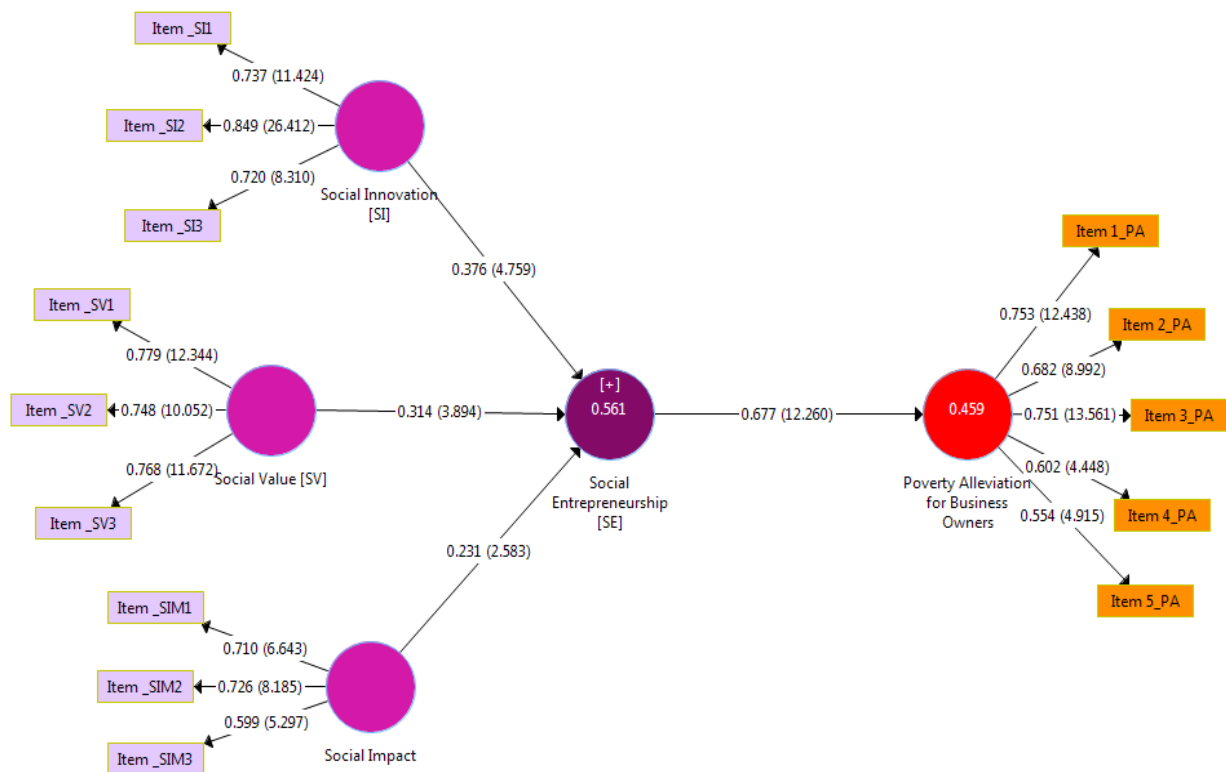 Item _SI1
0.737 (11.424)
Item _SI2
0.849 (26.412)
0.720 (8.310)
Item _SI3
Social Innovation
[SI]
0.376 (4.759)
Item _SV1
0.779 (12.344)
Item _SV2
0.748 (10.052)
0.768 (11.672)
Item _SV3
Social Value [SV]
0.314 (3.894)
[+]
0.561
Social
Entrepreneurship
[SE]
0.231 (2.583)
Item _SIM1
0.710 (6.643)
Item _SIM2
0.726 (8.185)
0.599 (5.297)
Item _SIM3
Social Impact
0.677 (12.260)
0.459
Poverty Alleviation
for Business
Owners
Item 1_PA
0.753 (12.438)
Item 2_PA
0.682 (8.992)
0.751 (13.561)
Item 3_PA
0.602 (4.448)
Item 4_PA
0.554 (4.915)
Item 5_PA